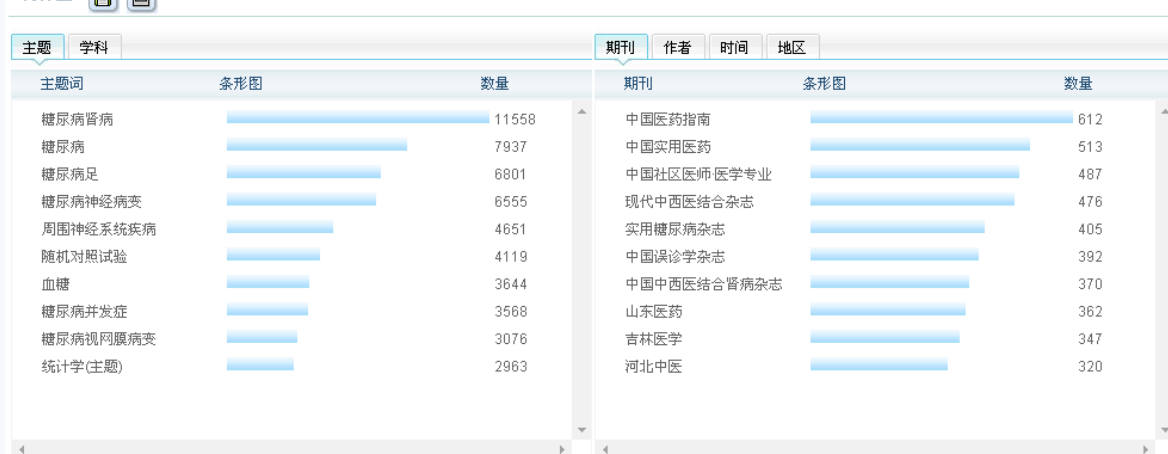 主题 学科
主题词 条形图 数量
糖尿病肾病 11558
糖尿病 7937
糖尿病足 6801
糖尿病神经病变 6555
周围神经系统疾病 4651
随机对照试验 4119
血糖 3644
糖尿病并发症 3568
糖尿病视网膜病变 3076
统计学(主题) 2963
期刊 作者 时间 地区
期刊 条形图 数量
中国医药指南 612
中国实用医药 513
中国社区医师·医学专业 487
现代中西医结合杂志 476
实用糖尿病杂志 405
中国误诊学杂志 392
中国中西医结合肾病杂志 370
山东医药 362
吉林医学 347
河北中医 320